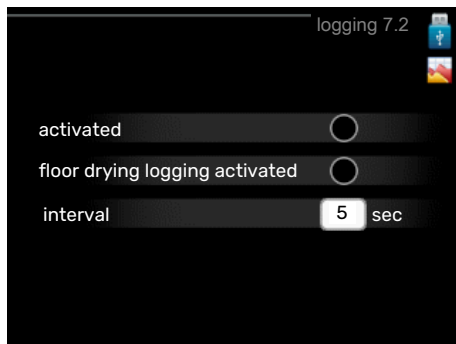 logging 7.2
activated
floor drying logging activated
interval 5 sec